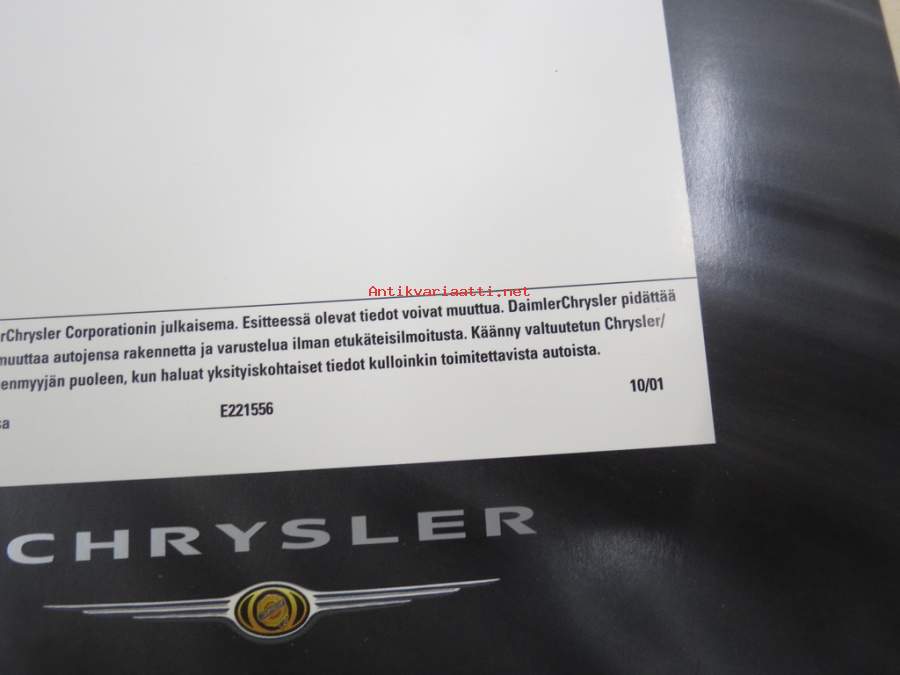 Antikvariaatti.net
rChrysler Corporationin julkaisema. Esitteessä olevat tiedot voivat muuttua. DaimlerChrysler pidättää
muuttaa autojensa rakennetta ja varustelua ilman etukäteisilmoitusta. Käänny valtuutetun Chrysler/
enmyyjän puoleen, kun haluat yksityiskohtaiset tiedot kulloinkin toimitettavista autoista.
sa E221556 10/01
CHRYSLER